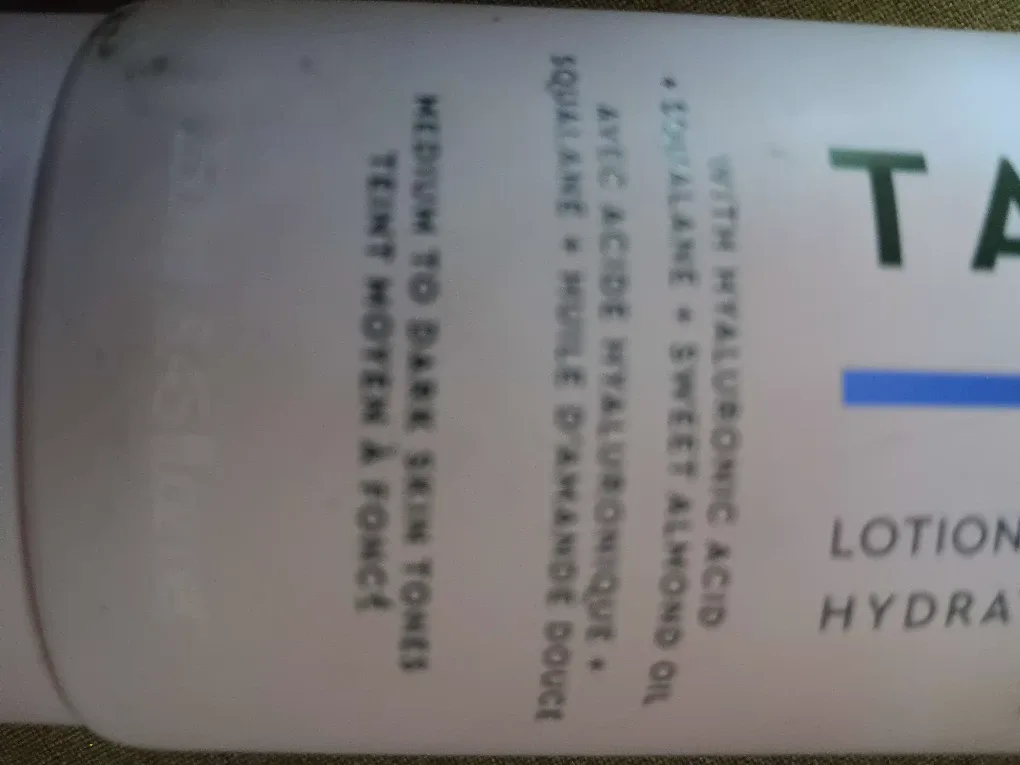 TA
LOTION
HYDRA
WITH HYALURONIC ACID
+ SQUALANE + SWEET ALMOND OIL
AVEC ACIDE HYALURONIQUE +
SQUALANE + HUILE D'AMANDE DOUCE
MEDIUM TO DARK SKIN TONES
TEINT MOYEN À FONCÉ